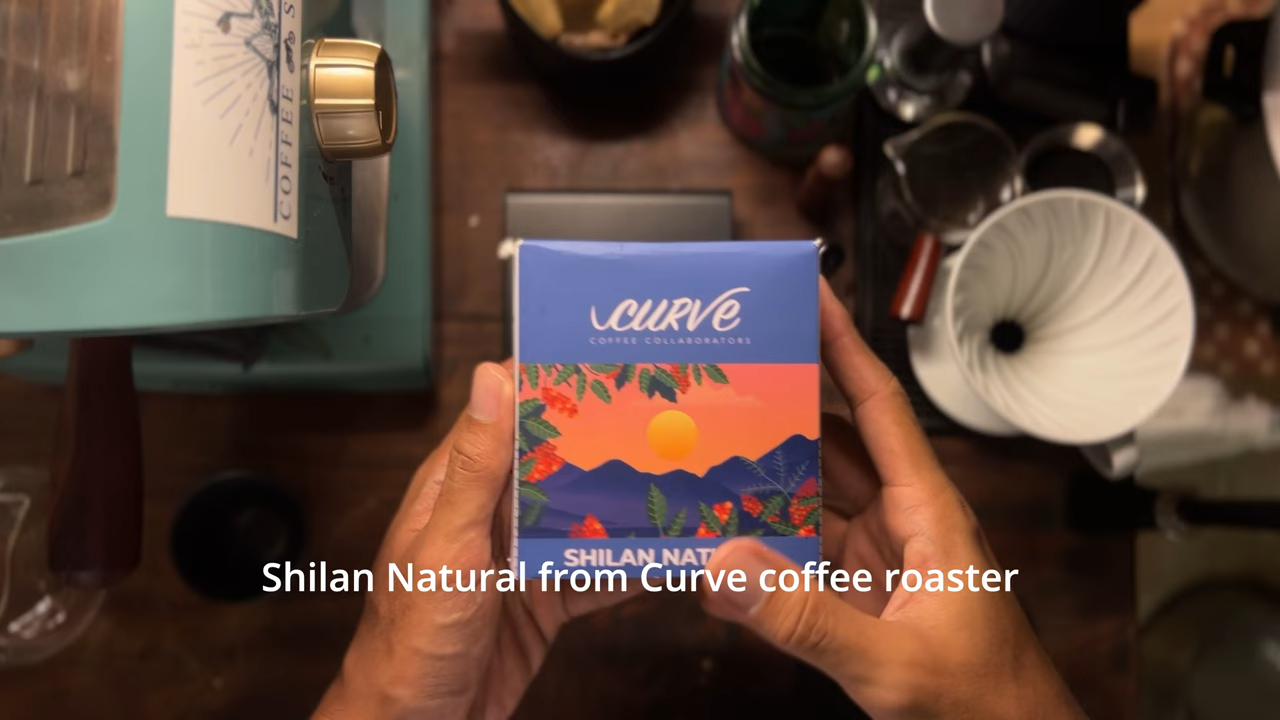 COFFEE & S
CURVE
COFFEE COLLABORATORS
SHILAN NAT
Shilan Natural from Curve coffee roaster